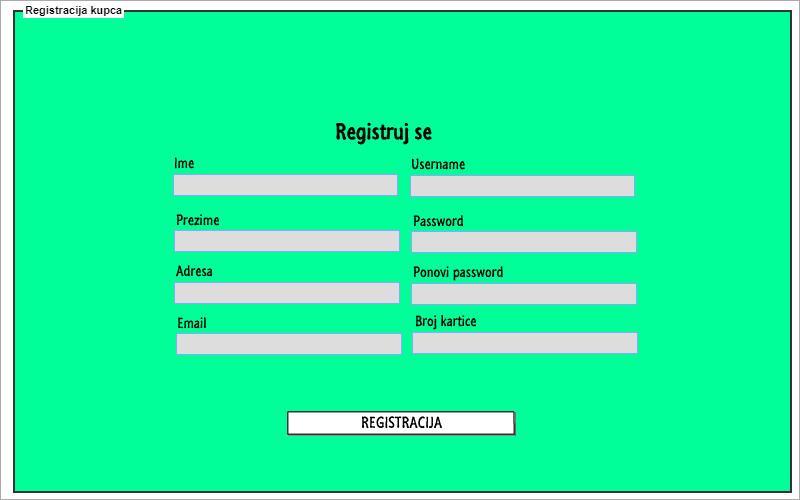 Registracija kupca
Registruj se
Ime
Username
Prezime
Password
Adresa
Ponovi password
Email
Broj kartice
REGISTRACIJA